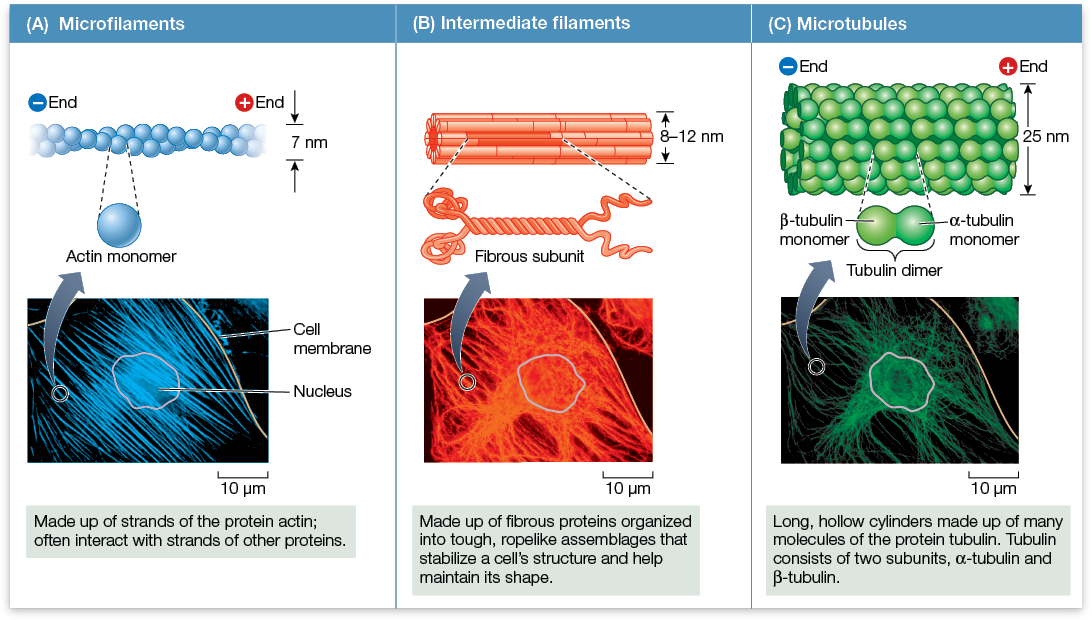 (A) Microfilaments
− End
+ End
7 nm
Actin monomer
Cell
membrane
Nucleus
10 µm
Made up of strands of the protein actin;
often interact with strands of other proteins.
(B) Intermediate filaments
8–12 nm
Fibrous subunit
10 µm
Made up of fibrous proteins organized
into tough, ropelike assemblages that
stabilize a cell’s structure and help
maintain its shape.
(C) Microtubules
− End
+ End
25 nm
β-tubulin
monomer
α-tubulin
monomer
Tubulin dimer
10 µm
Long, hollow cylinders made up of many
molecules of the protein tubulin. Tubulin
consists of two subunits, α-tubulin and
β-tubulin.